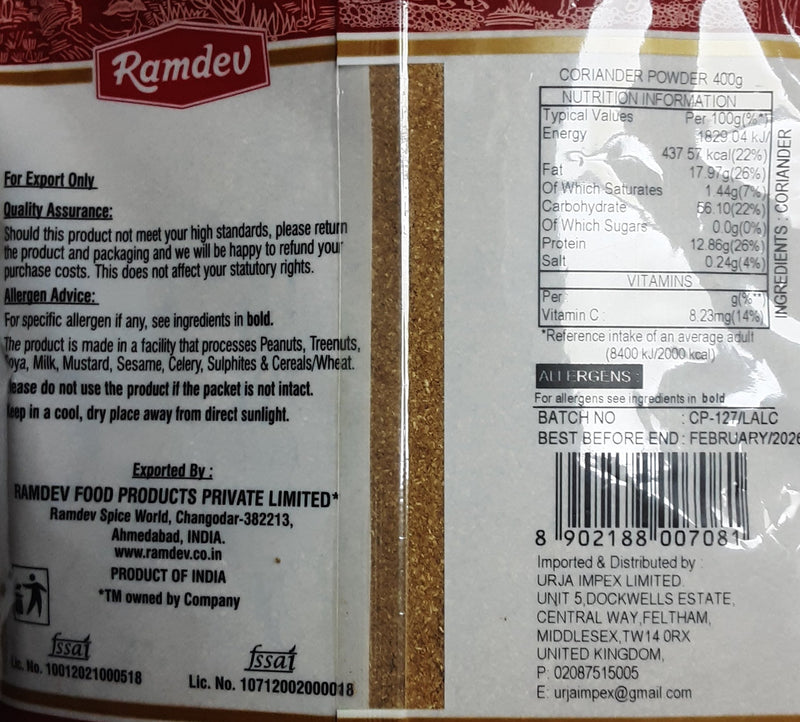 Ramdev
For Export Only
Quality Assurance:
Should this product not meet your high standards, please return
the product and packaging and we will be happy to refund your
purchase costs. This does not affect your statutory rights.
Allergen Advice:
For specific allergen if any, see ingredients in bold.
The product is made in a facility that processes Peanuts, Treenuts,
oya, Milk, Mustard, Sesame, Celery, Sulphites & Cereals/Wheat.
ease do not use the product if the packet is not intact.
eep in a cool, dry place away from direct sunlight.
Exported By :
RAMDEV FOOD PRODUCTS PRIVATE LIMITED*
Ramdev Spice World, Changodar-382213,
Ahmedabad, INDIA.
www.ramdev.co.in
PRODUCT OF INDIA
*TM owned by Company
fssai
Lic. No. 10012021000518
fssai
Lic. No. 10712002000018
CORIANDER POWDER 400g
NUTRITION INFORMATION
Typical Values Per 100g(%*)
Energy 1829.04 kJ/
437.57 kcal(22%)
Fat 17.97g(26%)
Of Which Saturates 1.44g(7%)
Carbohydrate 56.10(22%)
Of Which Sugars 0.0g(0%)
Protein 12.86g(26%)
Salt 0.24g(4%)
VITAMINS
Per g(%**)
Vitamin C : 8.23mg(14%)
INGREDIENTS : CORIANDER
*Reference intake of an average adult
(8400 kJ/2000 kcal)
ALLERGENS :
For allergens see ingredients in bold
BATCH NO : CP-127/LALC
BEST BEFORE END : FEBRUARY/2026
8 902188 007081
Imported & Distributed by :
URJA IMPEX LIMITED.
UNIT 5,DOCKWELLS ESTATE,
CENTRAL WAY,FELTHAM,
MIDDLESEX,TW14 0RX
UNITED KINGDOM,
P: 02087515005
E: urjaimpex@gmail.com